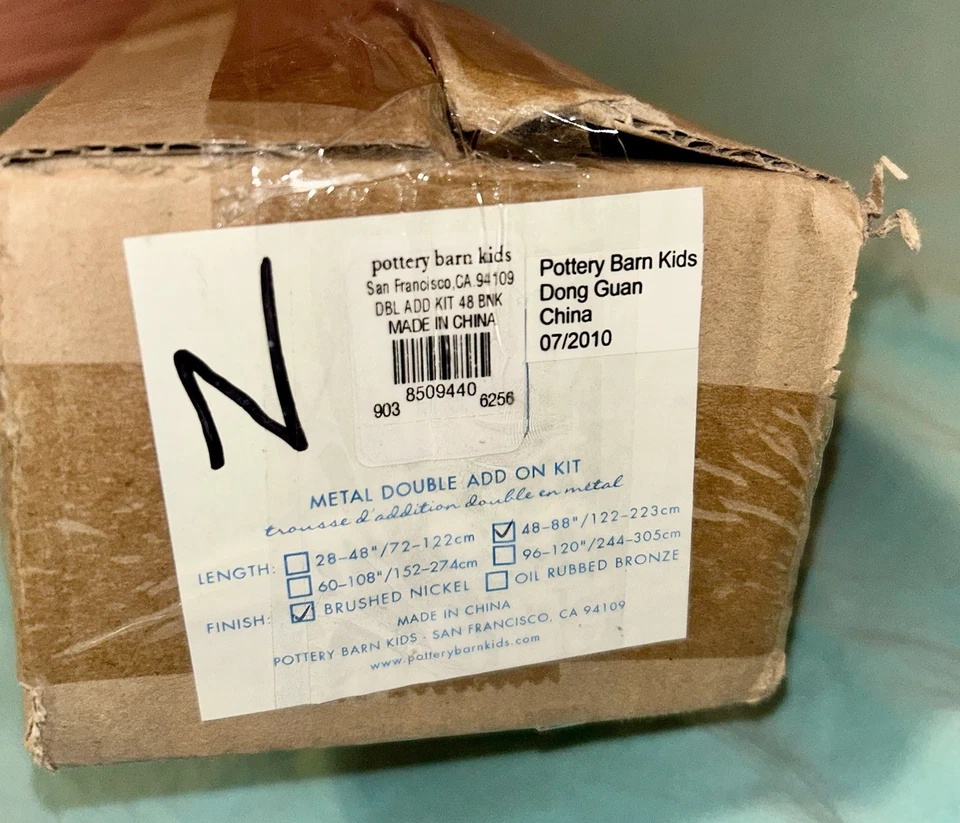 N
pottery barn kids
San Francisco,CA.94109
DBL ADD KIT 48 BNK
MADE IN CHINA
8509440
903 6256
Pottery Barn Kids
Dong Guan
China
07/2010
METAL DOUBLE ADD ON KIT
trousse d'addition double en métal
LENGTH: 28–48"/72–122cm 48–88"/122–223cm
60–108"/152–274cm 96–120"/244–305cm
FINISH: BRUSHED NICKEL OIL RUBBED BRONZE
MADE IN CHINA
POTTERY BARN KIDS · SAN FRANCISCO, CA 94109
www.potterybarnkids.com